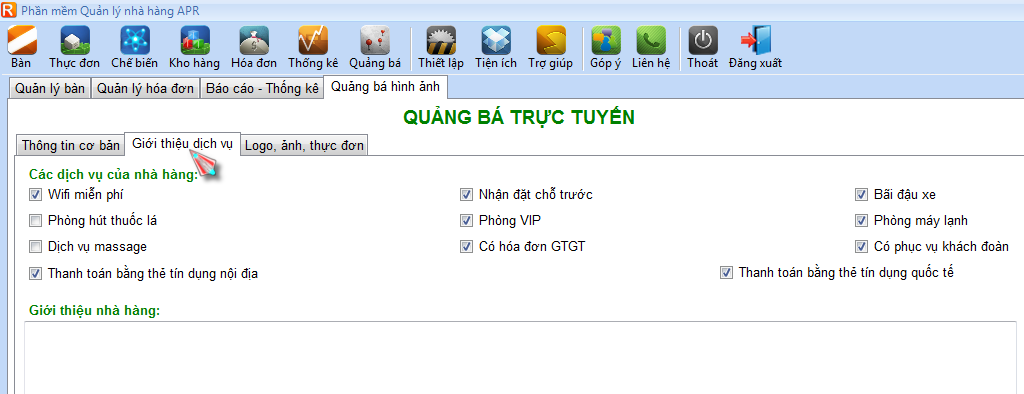 R Phần mềm Quản lý nhà hàng APR
Bàn Thực đơn Chế biến Kho hàng Hóa đơn Thống kê Quảng bá Thiết lập Tiện ích Trợ giúp Góp ý Liên hệ Thoát Đăng xuất
Quản lý bàn Quản lý hóa đơn Báo cáo - Thống kê Quảng bá hình ảnh
QUẢNG BÁ TRỰC TUYẾN
Thông tin cơ bản Giới thiệu dịch vụ Logo, ảnh, thực đơn
Các dịch vụ của nhà hàng:
Wifi miễn phí Nhận đặt chỗ trước Bãi đậu xe
Phòng hút thuốc lá Phòng VIP Phòng máy lạnh
Dịch vụ massage Có hóa đơn GTGT Có phục vụ khách đoàn
Thanh toán bằng thẻ tín dụng nội địa Thanh toán bằng thẻ tín dụng quốc tế
Giới thiệu nhà hàng: